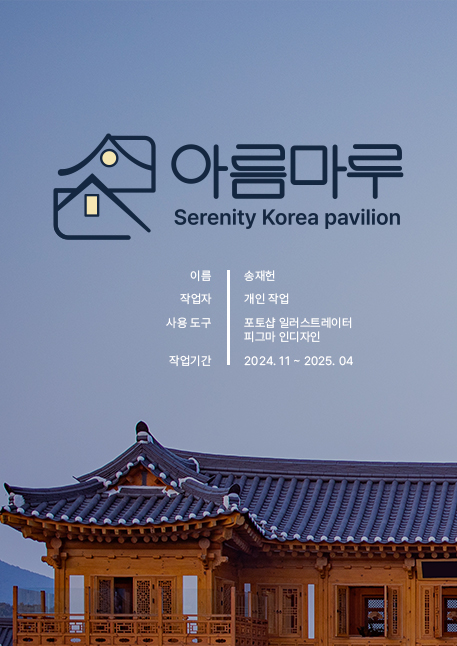 아름마루
Serenity Korea pavilion
이름 송재헌
작업자 개인 작업
사용 도구 포토샵 일러스트레이터
피그마 인디자인
작업기간 2024. 11 ~ 2025. 04